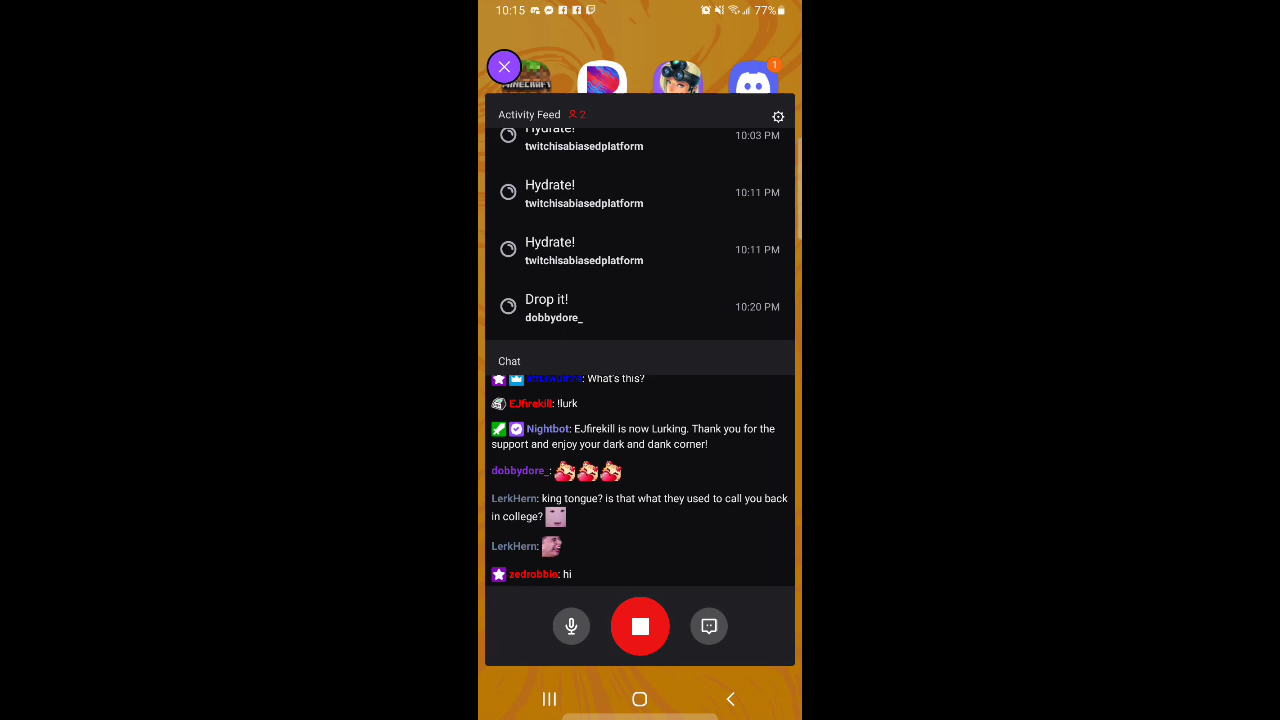 10:15
77%
MINECRAFT
1
Activity Feed 2
Hydrate! 10:03 PM
twitchisabiasedplatform
Hydrate! 10:11 PM
twitchisabiasedplatform
Hydrate! 10:11 PM
twitchisabiasedplatform
Drop it! 10:20 PM
dobbydore_
Chat
: What's this?
EJfirekill: !lurk
Nightbot: EJfirekill is now Lurking. Thank you for the
support and enjoy your dark and dank corner!
dobbydore_:
LerkHern: king tongue? is that what they used to call you back
in college?
LerkHern:
zedrobbie: hi